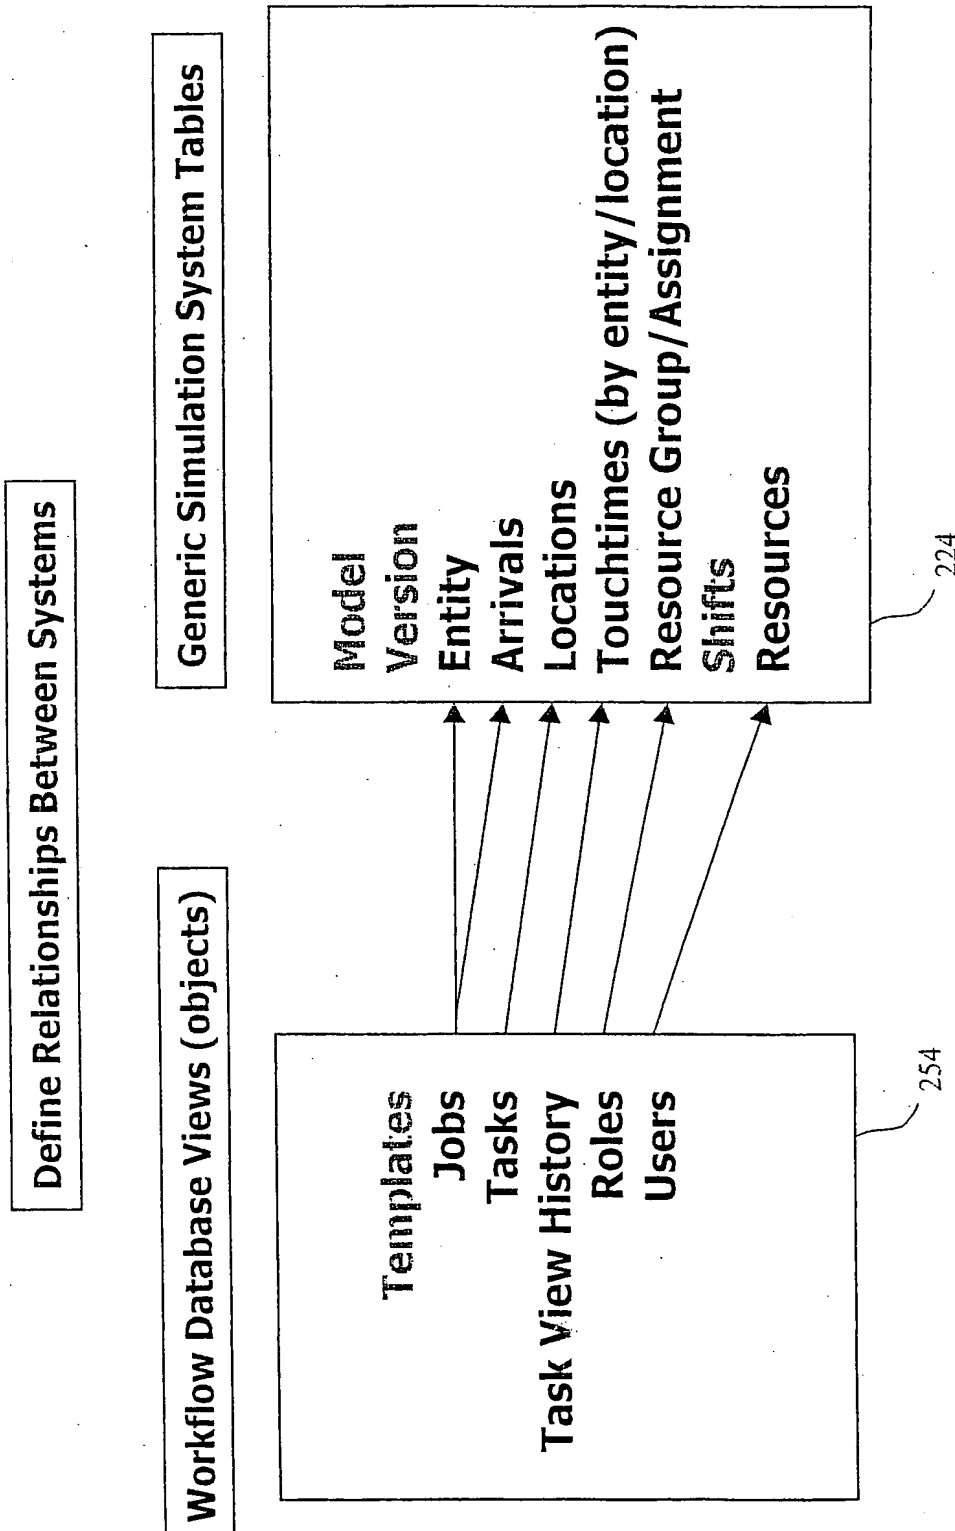 Define Relationships Between Systems
Workflow Database Views (objects)
Templates
Jobs
Tasks
Task View History
Roles
Users
254
Generic Simulation System Tables
Model
Version
Entity
Arrivals
Locations
Touchtimes (by entity/location)
Resource Group/Assignment
Shifts
Resources
224